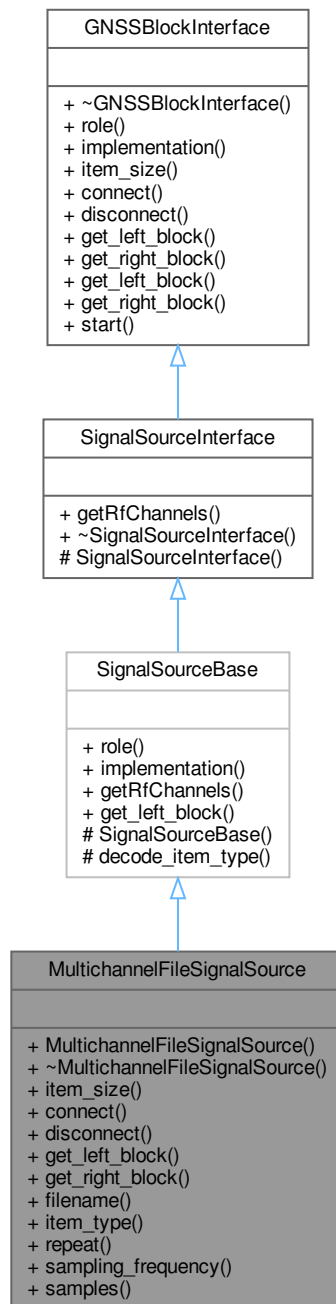 GNSSBlockInterface
+ ~GNSSBlockInterface()
+ role()
+ implementation()
+ item_size()
+ connect()
+ disconnect()
+ get_left_block()
+ get_right_block()
+ get_left_block()
+ get_right_block()
+ start()
SignalSourceInterface
+ getRfChannels()
+ ~SignalSourceInterface()
# SignalSourceInterface()
SignalSourceBase
+ role()
+ implementation()
+ getRfChannels()
+ get_left_block()
# SignalSourceBase()
# decode_item_type()
MultichannelFileSignalSource
+ MultichannelFileSignalSource()
+ ~MultichannelFileSignalSource()
+ item_size()
+ connect()
+ disconnect()
+ get_left_block()
+ get_right_block()
+ filename()
+ item_type()
+ repeat()
+ sampling_frequency()
+ samples()